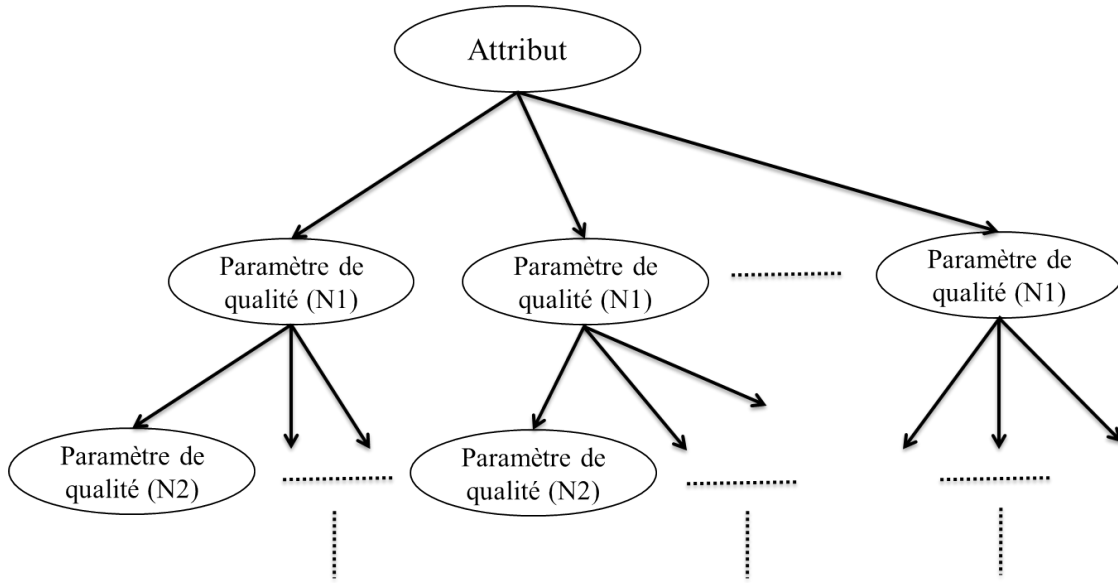 Attribut
Paramètre de
qualité (N1)
Paramètre de
qualité (N1)
Paramètre de
qualité (N1)
Paramètre de
qualité (N2)
Paramètre de
qualité (N2)